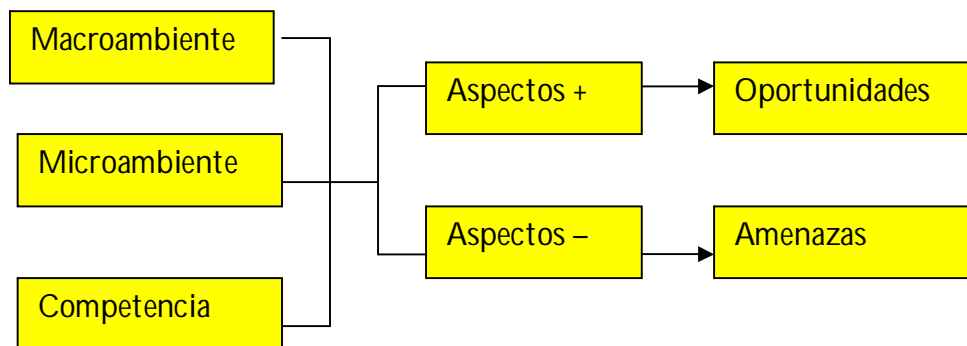 Macroambiente
Aspectos +
Oportunidades
Microambiente
Aspectos –
Amenazas
Competencia